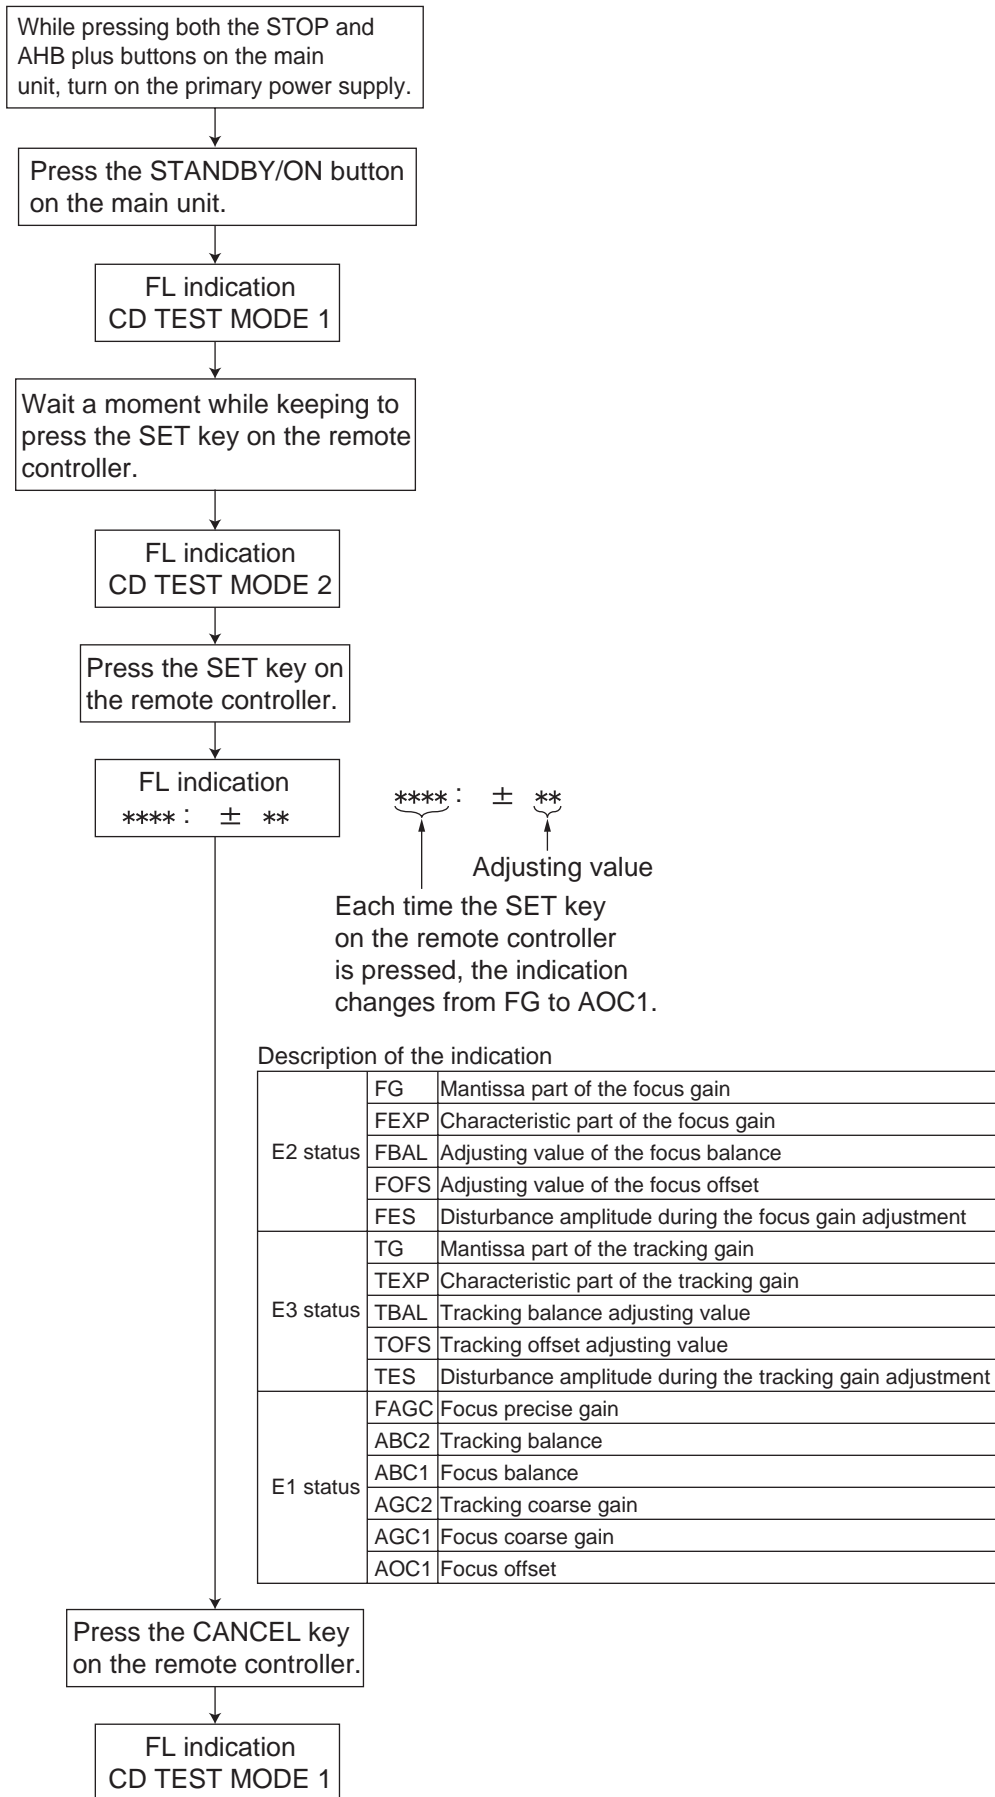 While pressing both the STOP and
AHB plus buttons on the main
unit, turn on the primary power supply.
Press the STANDBY/ON button
on the main unit.
FL indication
CD TEST MODE 1
Wait a moment while keeping to
press the SET key on the remote
controller.
FL indication
CD TEST MODE 2
Press the SET key on
the remote controller.
FL indication
**** : ± **
**** : ± **
Adjusting value
Each time the SET key
on the remote controller
is pressed, the indication
changes from FG to AOC1.
Description of the indication
E2 status
FG Mantissa part of the focus gain
FEXP Characteristic part of the focus gain
FBAL Adjusting value of the focus balance
FOFS Adjusting value of the focus offset
FES Disturbance amplitude during the focus gain adjustment
E3 status
TG Mantissa part of the tracking gain
TEXP Characteristic part of the tracking gain
TBAL Tracking balance adjusting value
TOFS Tracking offset adjusting value
TES Disturbance amplitude during the tracking gain adjustment
E1 status
FAGC Focus precise gain
ABC2 Tracking balance
ABC1 Focus balance
AGC2 Tracking coarse gain
AGC1 Focus coarse gain
AOC1 Focus offset
Press the CANCEL key
on the remote controller.
FL indication
CD TEST MODE 1